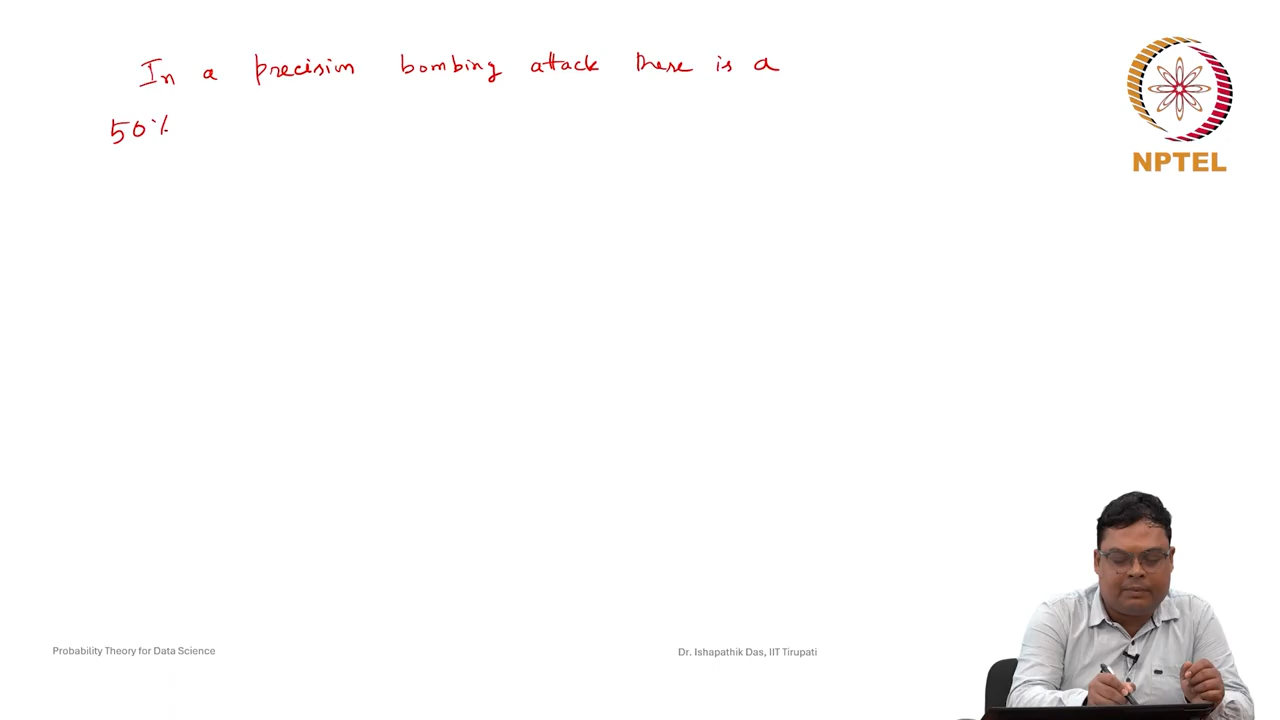 In a precision bombing attack there is a
50%
NPTEL
Probability Theory for Data Science
Dr. Ishapathik Das, IIT Tirupati